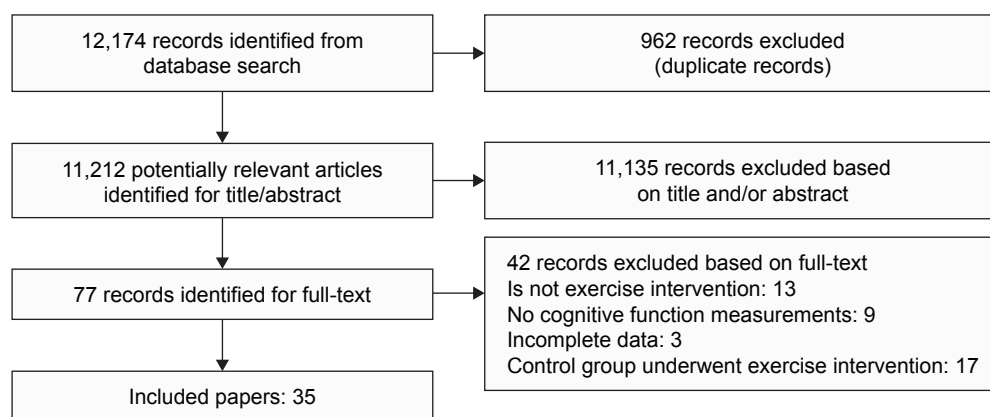 12,174 records identified from
database search
962 records excluded
(duplicate records)
11,212 potentially relevant articles
identified for title/abstract
11,135 records excluded based
on title and/or abstract
77 records identified for full-text
42 records excluded based on full-text
Is not exercise intervention: 13
No cognitive function measurements: 9
Incomplete data: 3
Control group underwent exercise intervention: 17
Included papers: 35